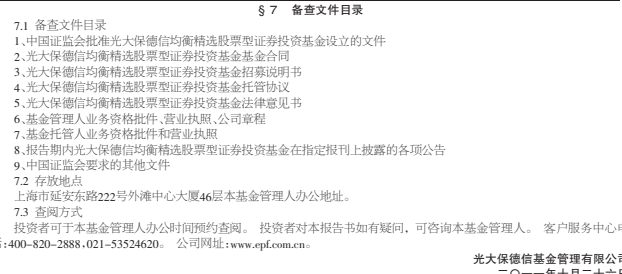 §7 备查文件目录
7.1 备查文件目录
1、中国证监会批准光大保德信均衡精选股票型证券投资基金设立的文件
2、光大保德信均衡精选股票型证券投资基金基金合同
3、光大保德信均衡精选股票型证券投资基金招募说明书
4、光大保德信均衡精选股票型证券投资基金托管协议
5、光大保德信均衡精选股票型证券投资基金法律意见书
6、基金管理人业务资格批件、营业执照、公司章程
7、基金托管人业务资格批件和营业执照
8、报告期内光大保德信均衡精选股票型证券投资基金在指定报刊上披露的各项公告
9、中国证监会要求的其他文件
7.2 存放地点
上海市延安东路222号外滩中心大厦46层本基金管理人办公地址。
7.3 查阅方式
投资者可于本基金管理人办公时间预约查阅。 投资者对本报告书如有疑问，可咨询本基金管理人。 客户服务中心电
:400-820-2888,021-53524620。 公司网址:www.epf.com.cn。
光大保德信基金管理有限公司
二〇一一年十月二十六日